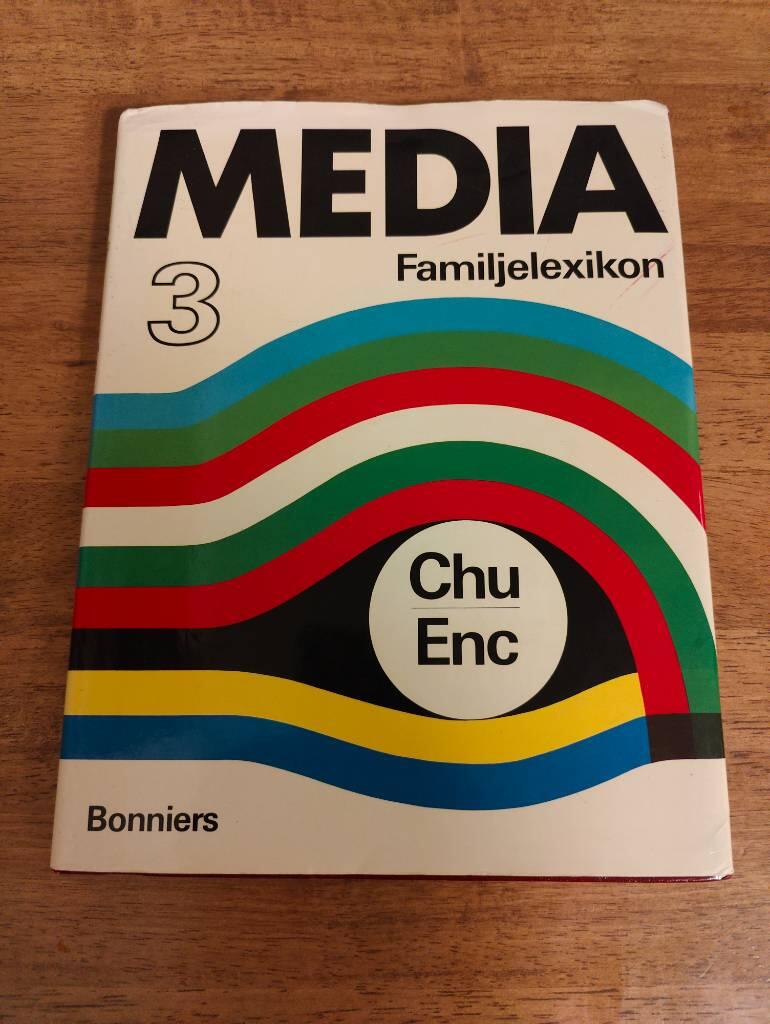 MEDIA
Familjelexikon
3
Chu
Enc
Bonniers